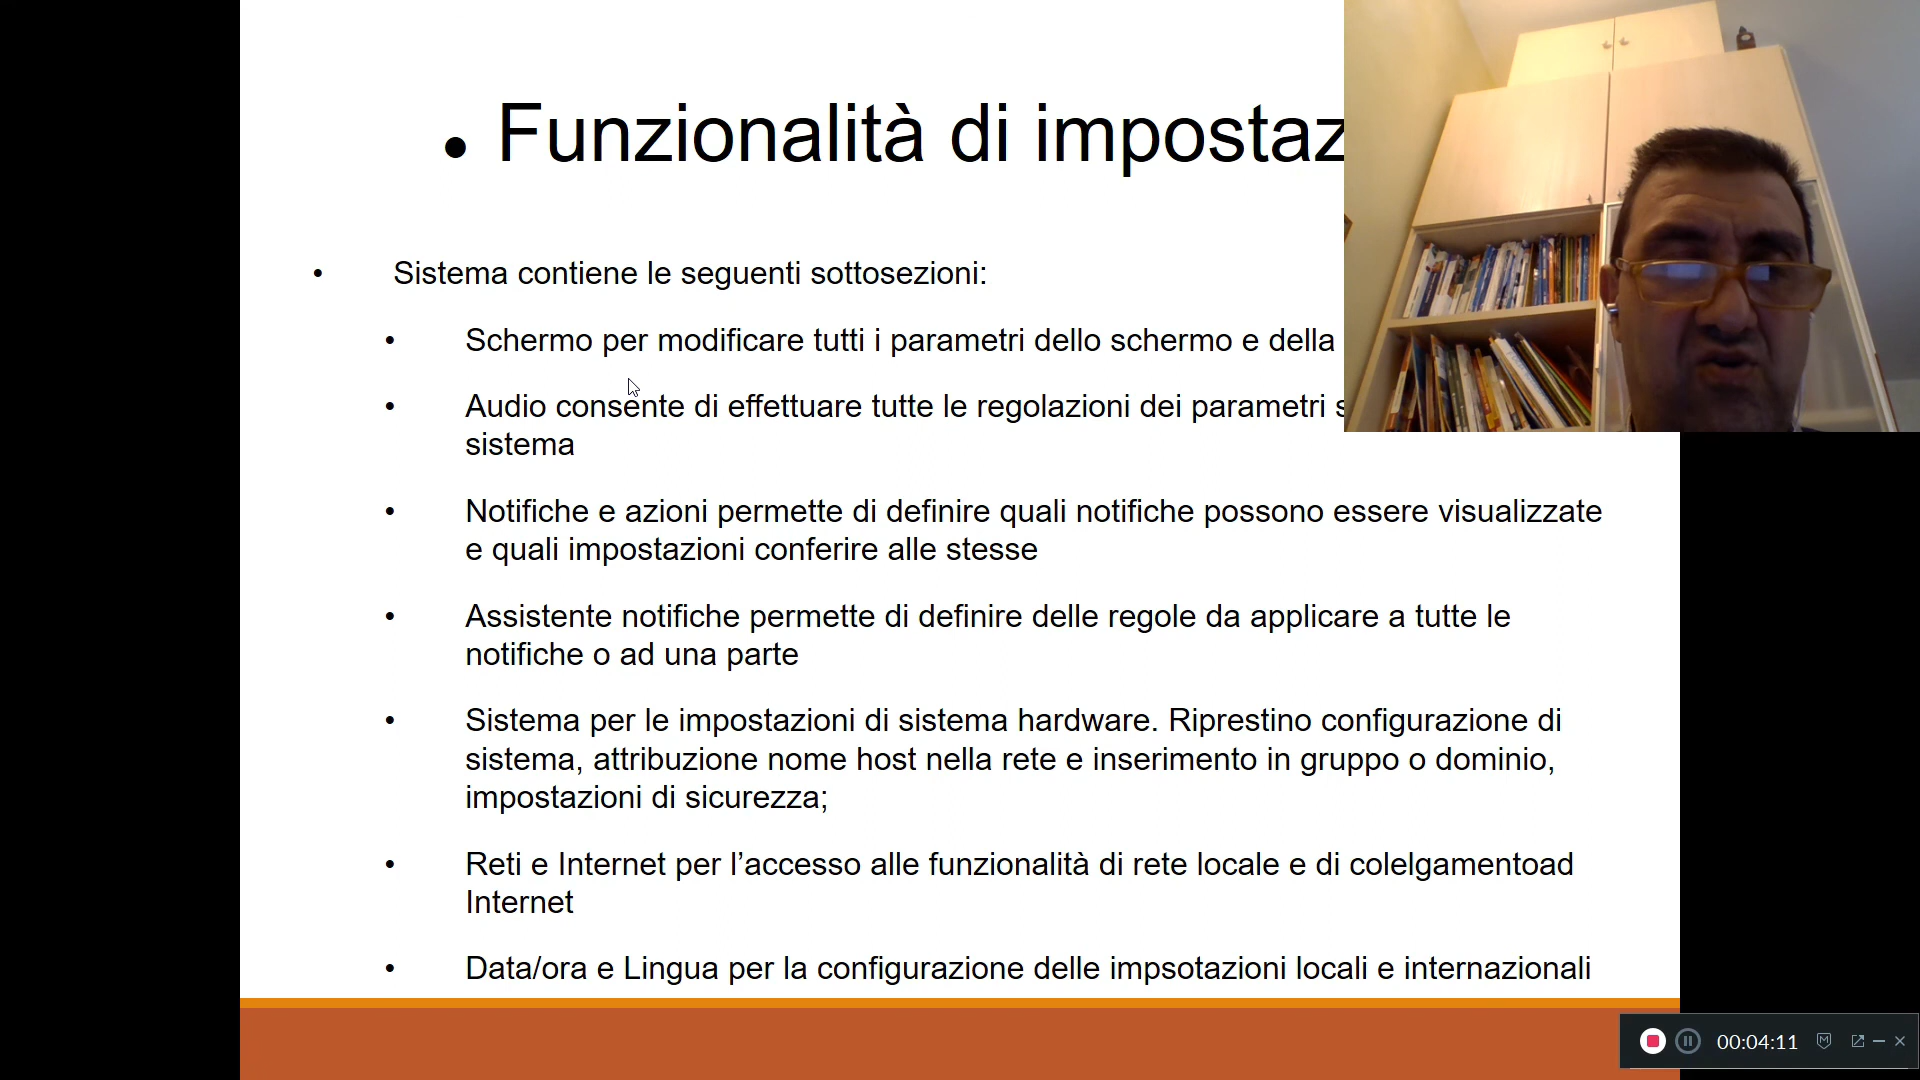 • Funzionalità di impostaz
• Sistema contiene le seguenti sottosezioni:
• Schermo per modificare tutti i parametri dello schermo e della
• Audio consente di effettuare tutte le regolazioni dei parametri
sistema
• Notifiche e azioni permette di definire quali notifiche possono essere visualizzate
e quali impostazioni conferire alle stesse
• Assistente notifiche permette di definire delle regole da applicare a tutte le
notifiche o ad una parte
• Sistema per le impostazioni di sistema hardware. Riprestino configurazione di
sistema, attribuzione nome host nella rete e inserimento in gruppo o dominio,
impostazioni di sicurezza;
• Reti e Internet per l’accesso alle funzionalità di rete locale e di colelgamentoad
Internet
• Data/ora e Lingua per la configurazione delle impsotazioni locali e internazionali
00:04:11